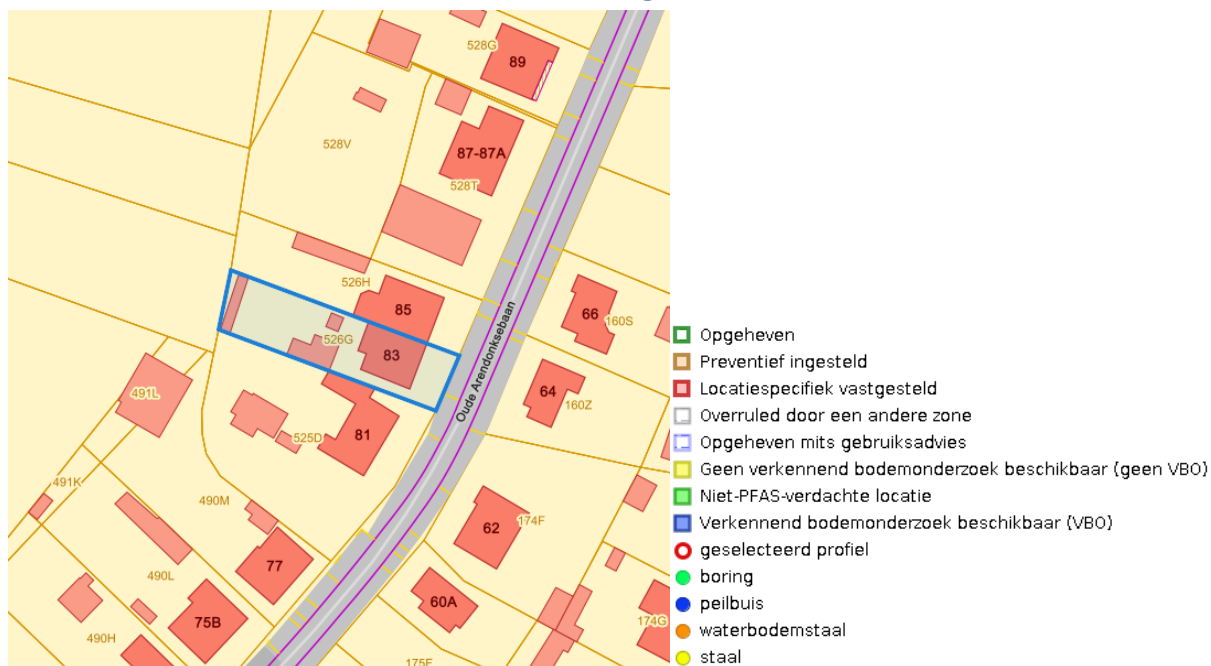 528G
89
528V
87-87A
528T
526H
85
66
160S
526G
83
Oude Arendonksebaan
64
160Z
491L
81
525D
491K
490M
62
174F
77
490L
60A
75B
174G
490H
175F
Opgeheven
Preventief ingesteld
Locatiespecifiek vastgesteld
Overruled door een andere zone
Opgeheven mits gebruiksadvies
Geen verkennend bodemonderzoek beschikbaar (geen VBO)
Niet-PFAS-verdachte locatie
Verkennend bodemonderzoek beschikbaar (VBO)
geselecteerd profiel
boring
peilbuis
waterbodemstaal
staal